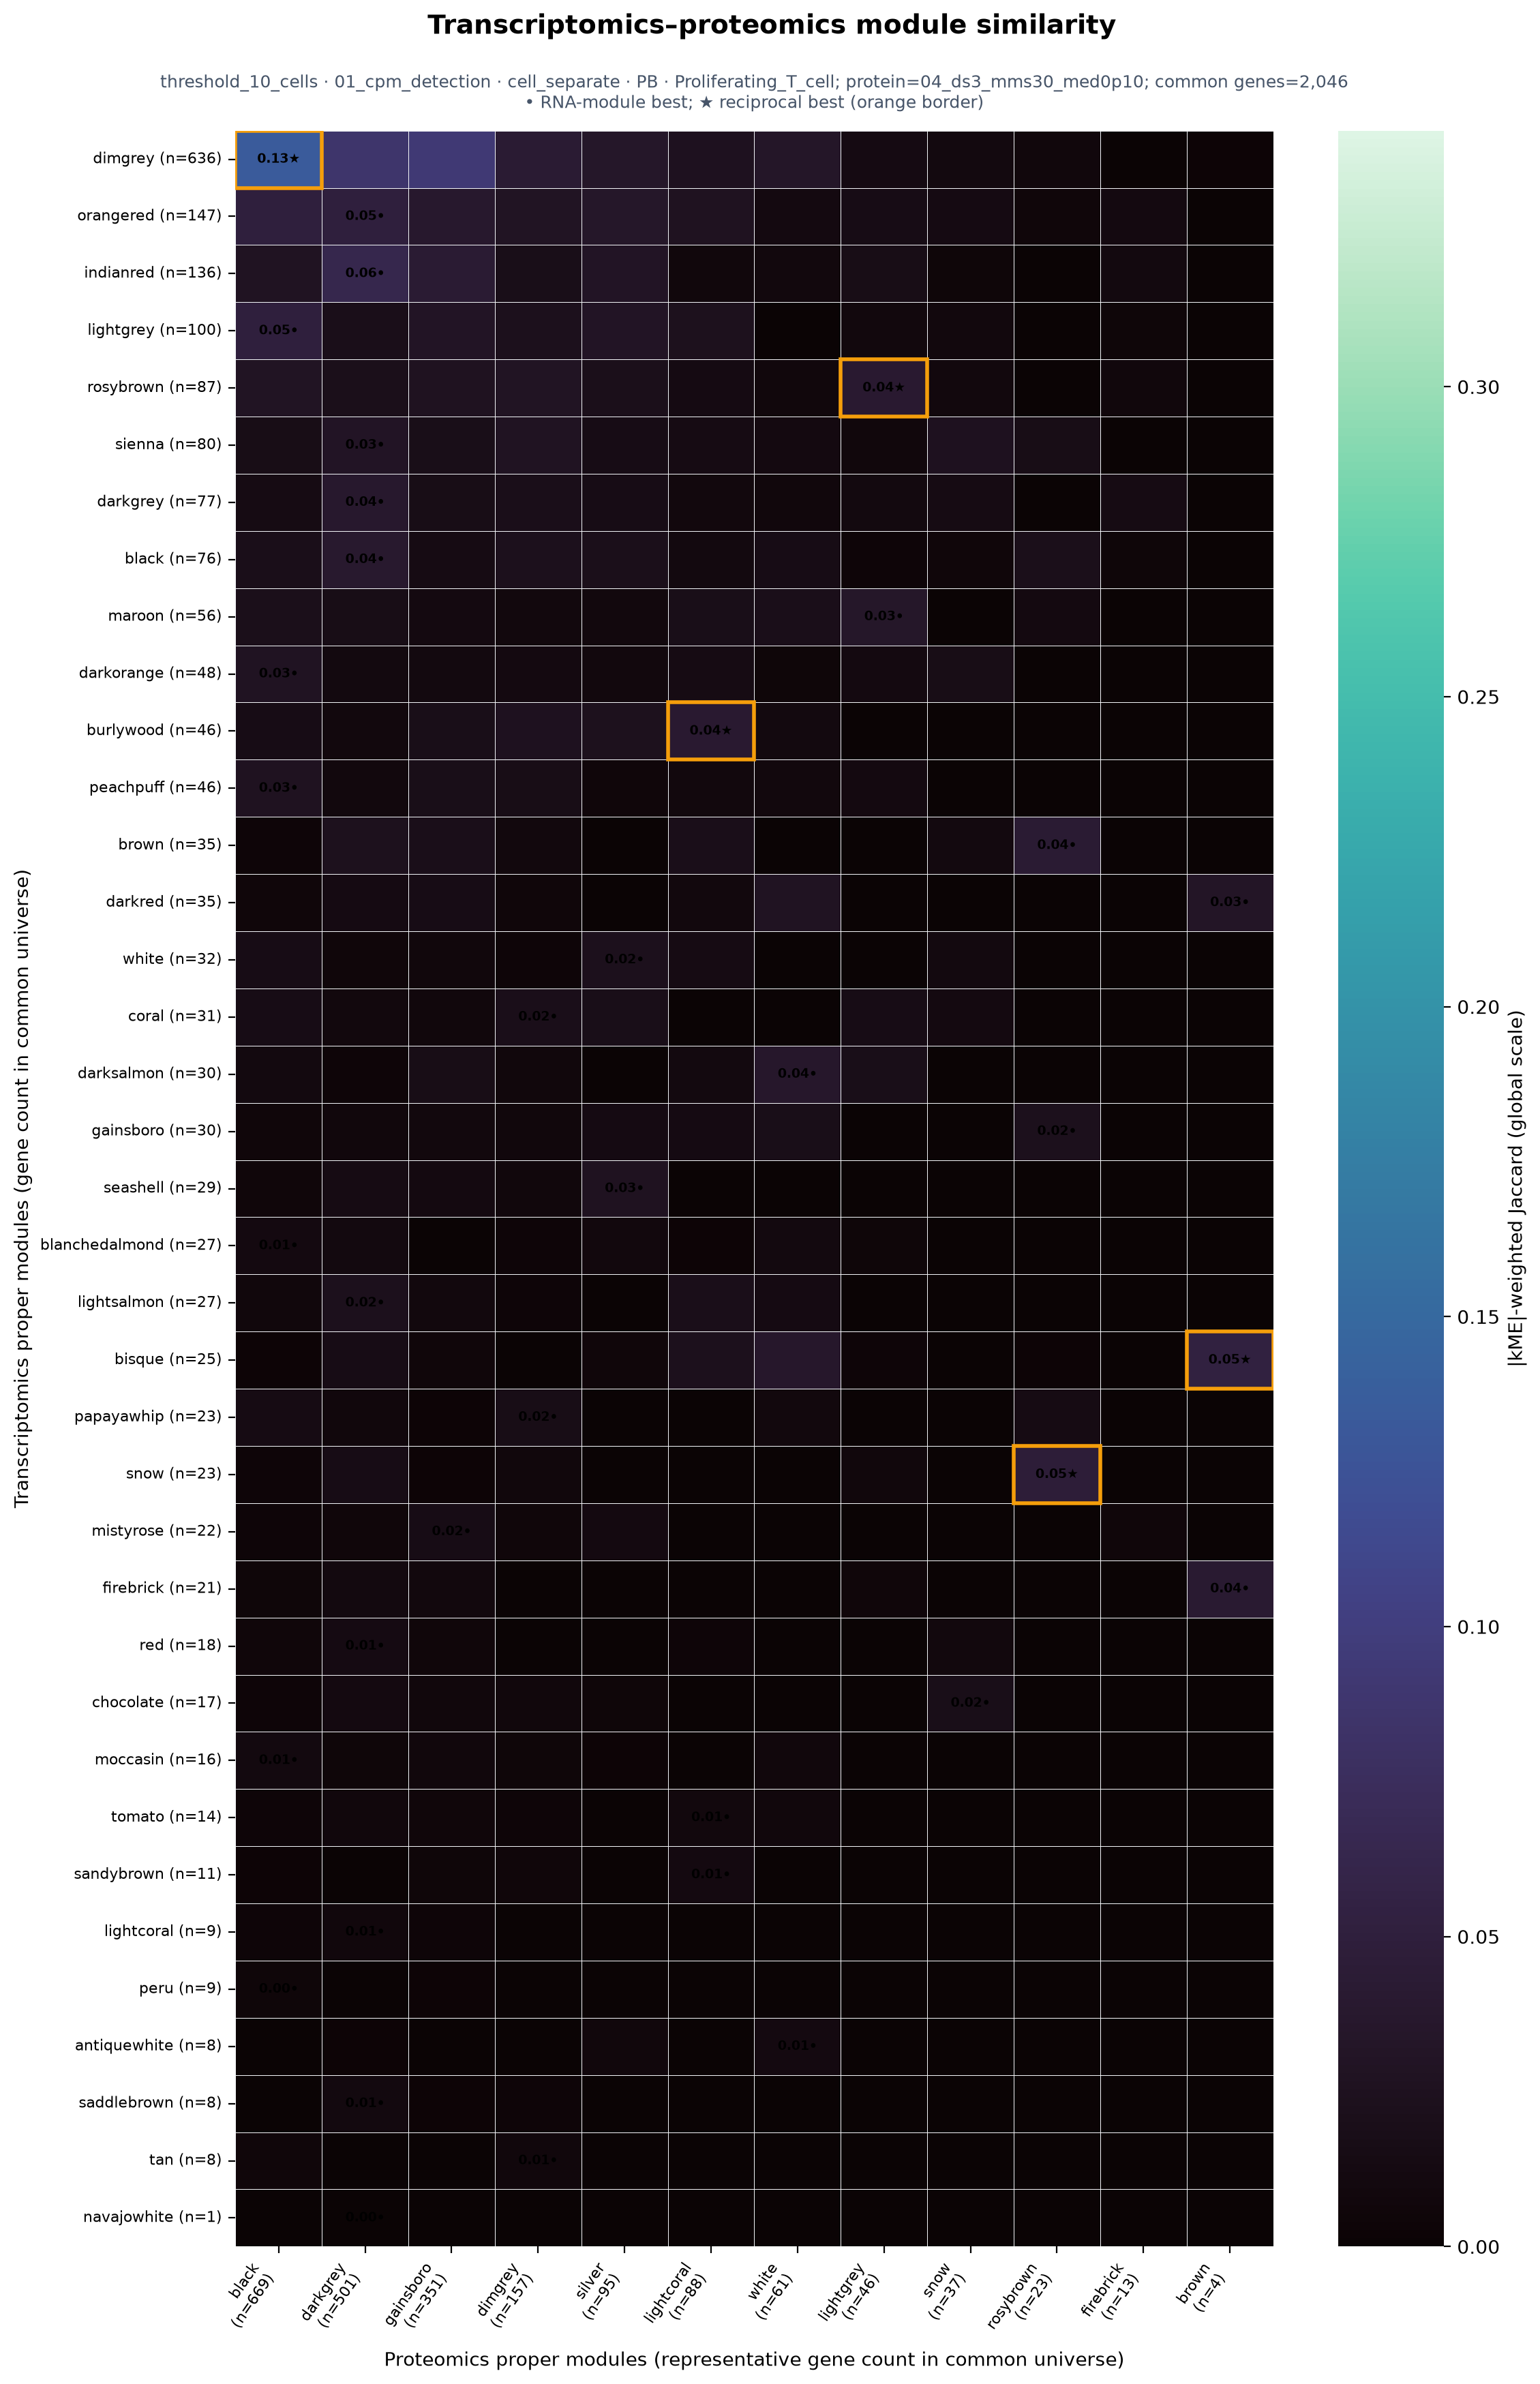 Transcriptomics–proteomics module similarity
threshold_10_cells · 01_cpm_detection · cell_separate · PB · Proliferating_T_cell; protein=04_ds3_mms30_med0p10; common genes=2,046
• RNA-module best; ★ reciprocal best (orange border)
Transcriptomics proper modules (gene count in common universe)
dimgrey (n=636) 0.13★
orangered (n=147) 0.05•
indianred (n=136) 0.06•
lightgrey (n=100) 0.05•
rosybrown (n=87) 0.04★
sienna (n=80) 0.03•
darkgrey (n=77) 0.04•
black (n=76) 0.04•
maroon (n=56) 0.03•
darkorange (n=48) 0.03•
burlywood (n=46) 0.04★
peachpuff (n=46) 0.03•
brown (n=35) 0.04•
darkred (n=35) 0.03•
white (n=32) 0.02•
coral (n=31) 0.02•
darksalmon (n=30) 0.04•
gainsboro (n=30) 0.02•
seashell (n=29) 0.03•
blanchedalmond (n=27) 0.01•
lightsalmon (n=27) 0.02•
bisque (n=25) 0.05★
papayawhip (n=23) 0.02•
snow (n=23) 0.05★
mistyrose (n=22) 0.02•
firebrick (n=21) 0.04•
red (n=18) 0.01•
chocolate (n=17) 0.02•
moccasin (n=16) 0.01•
tomato (n=14) 0.01•
sandybrown (n=11) 0.01•
lightcoral (n=9) 0.01•
peru (n=9) 0.00•
antiquewhite (n=8) 0.01•
saddlebrown (n=8) 0.01•
tan (n=8) 0.01•
navajowhite (n=1) 0.00•
black
(n=669)
darkgrey
(n=501)
gainsboro
(n=351)
dimgrey
(n=157)
silver
(n=95)
lightcoral
(n=88)
white
(n=61)
lightgrey
(n=46)
snow
(n=37)
rosybrown
(n=23)
firebrick
(n=13)
brown
(n=4)
Proteomics proper modules (representative gene count in common universe)
0.30
0.25
0.20
0.15
0.10
0.05
0.00
|kME|-weighted Jaccard (global scale)